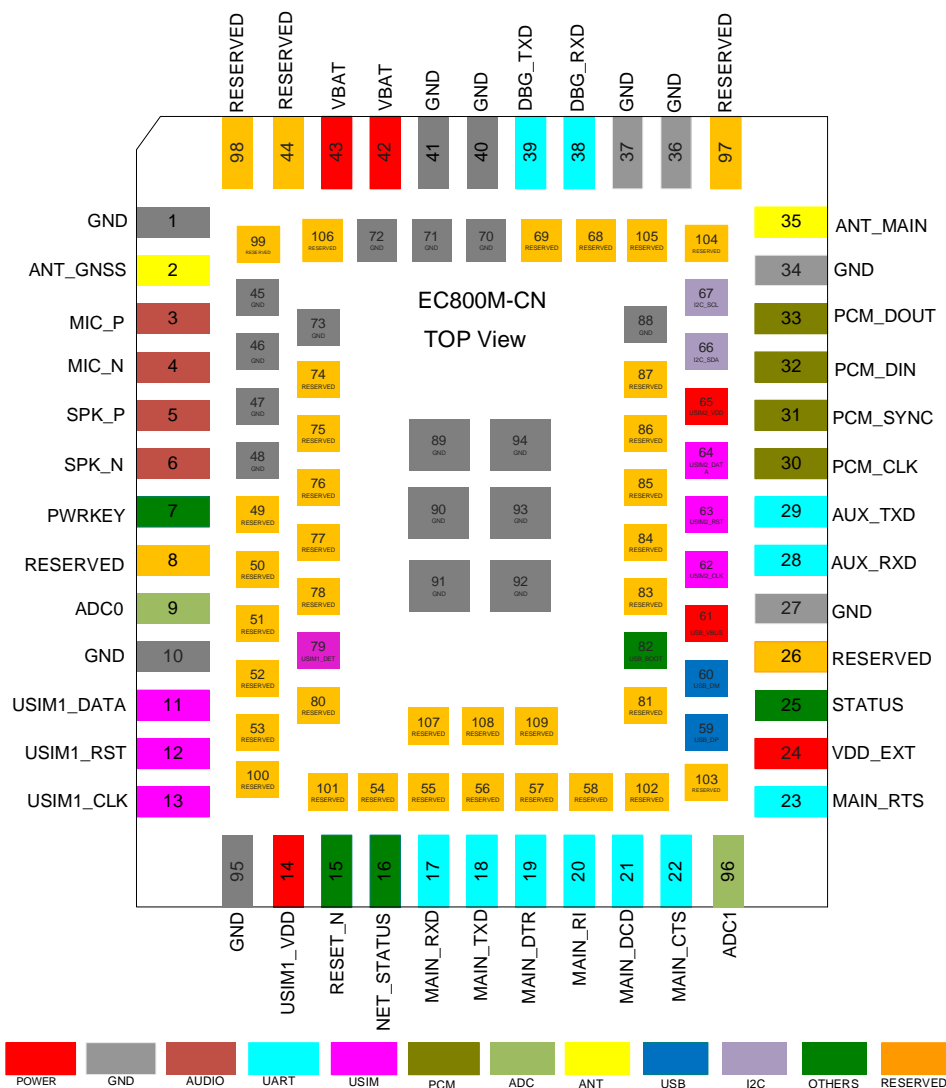 RESERVED RESERVED VBAT VBAT GND GND DBG_TXD DBG_RXD GND GND RESERVED
98 44 43 42 41 40 39 38 37 36 97
GND 1
ANT_GNSS 2
MIC_P 3
MIC_N 4
SPK_P 5
SPK_N 6
PWRKEY 7
RESERVED 8
ADC0 9
GND 10
USIM1_DATA 11
USIM1_RST 12
USIM1_CLK 13
99 RESERVED
106 RESERVED
72 GND
71 GND
70 GND
69 RESERVED
68 RESERVED
105 RESERVED
104 RESERVED
EC800M-CN
TOP View
45 GND
46 GND
47 GND
48 GND
49 RESERVED
50 RESERVED
51 RESERVED
52 RESERVED
53 RESERVED
100 RESERVED
73 GND
74 RESERVED
75 RESERVED
76 RESERVED
77 RESERVED
78 RESERVED
79 USIM1_DET
80 RESERVED
89 GND
94 GND
90 GND
93 GND
91 GND
92 GND
107 RESERVED
108 RESERVED
109 RESERVED
88 GND
87 RESERVED
86 RESERVED
85 RESERVED
84 RESERVED
83 RESERVED
82 USB_BOOT
81 RESERVED
67 I2C_SCL
66 I2C_SDA
65 USIM2_VDD
64 USIM2_DATA
63 USIM2_RST
62 USIM2_CLK
61 USB_VBUS
60 USB_DM
59 USB_DP
103 RESERVED
101 RESERVED
54 RESERVED
55 RESERVED
56 RESERVED
57 RESERVED
58 RESERVED
102 RESERVED
35 ANT_MAIN
34 GND
33 PCM_DOUT
32 PCM_DIN
31 PCM_SYNC
30 PCM_CLK
29 AUX_TXD
28 AUX_RXD
27 GND
26 RESERVED
25 STATUS
24 VDD_EXT
23 MAIN_RTS
95 14 15 16 17 18 19 20 21 22 96
GND USIM1_VDD RESET_N NET_STATUS MAIN_RXD MAIN_TXD MAIN_DTR MAIN_RI MAIN_DCD MAIN_CTS ADC1
POWER GND AUDIO UART USIM PCM ADC ANT USB I2C OTHERS RESERVED